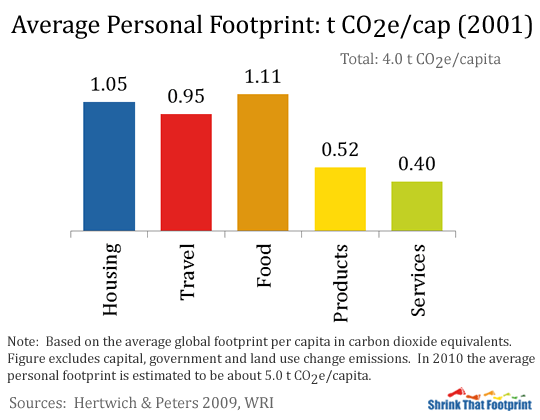 Average Personal Footprint: t CO2e/cap (2001)
Total: 4.0 t CO2e/capita
1.05
0.95
1.11
0.52
0.40
Housing
Travel
Food
Products
Services
Note:  Based on the average global footprint per capita in carbon dioxide equivalents.
Figure excludes capital, government and land use change emissions.  In 2010 the average
personal footprint is estimated to be about 5.0 t CO2e/capita.
Sources:  Hertwich & Peters 2009, WRI
Shrink That Footprint